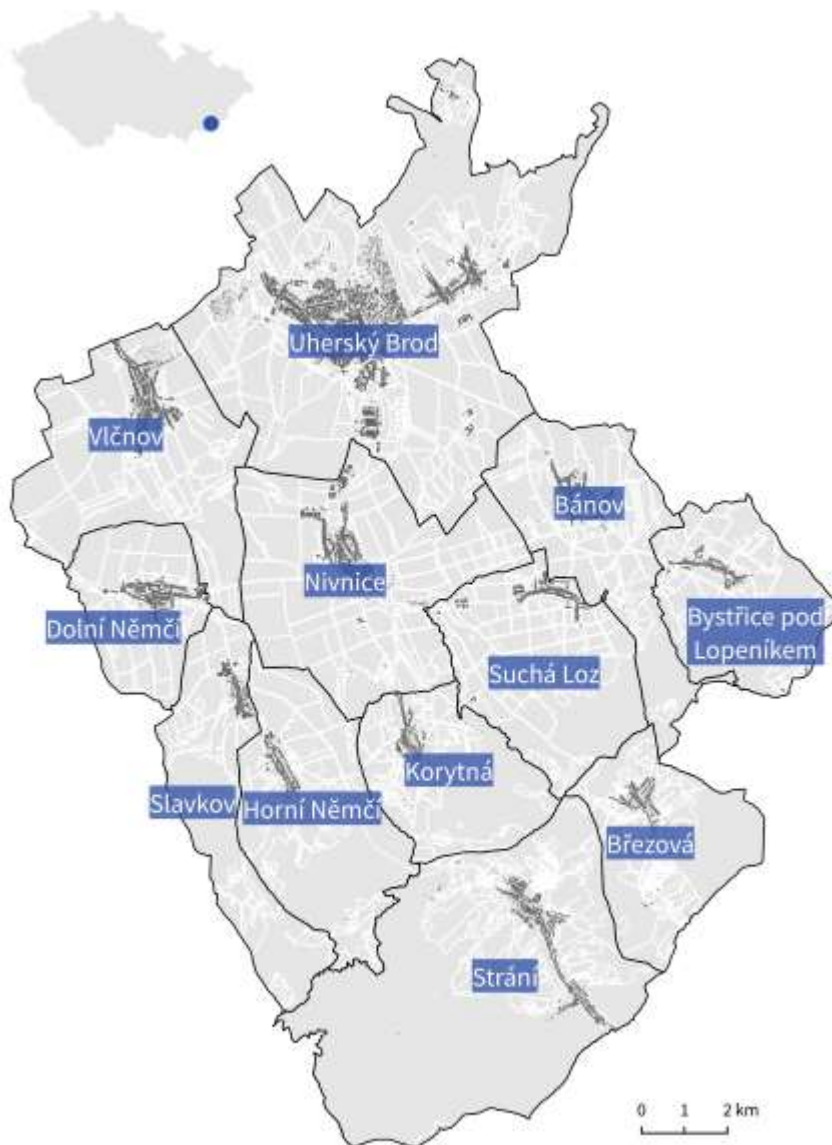 Uherský Brod
Vlčnov
Bánov
Nivnice
Dolní Němčí
Bystřice pod
Lopeníkem
Suchá Loz
Korytná
Slavkov
Horní Němčí
Březová
Strání
0 1 2 km